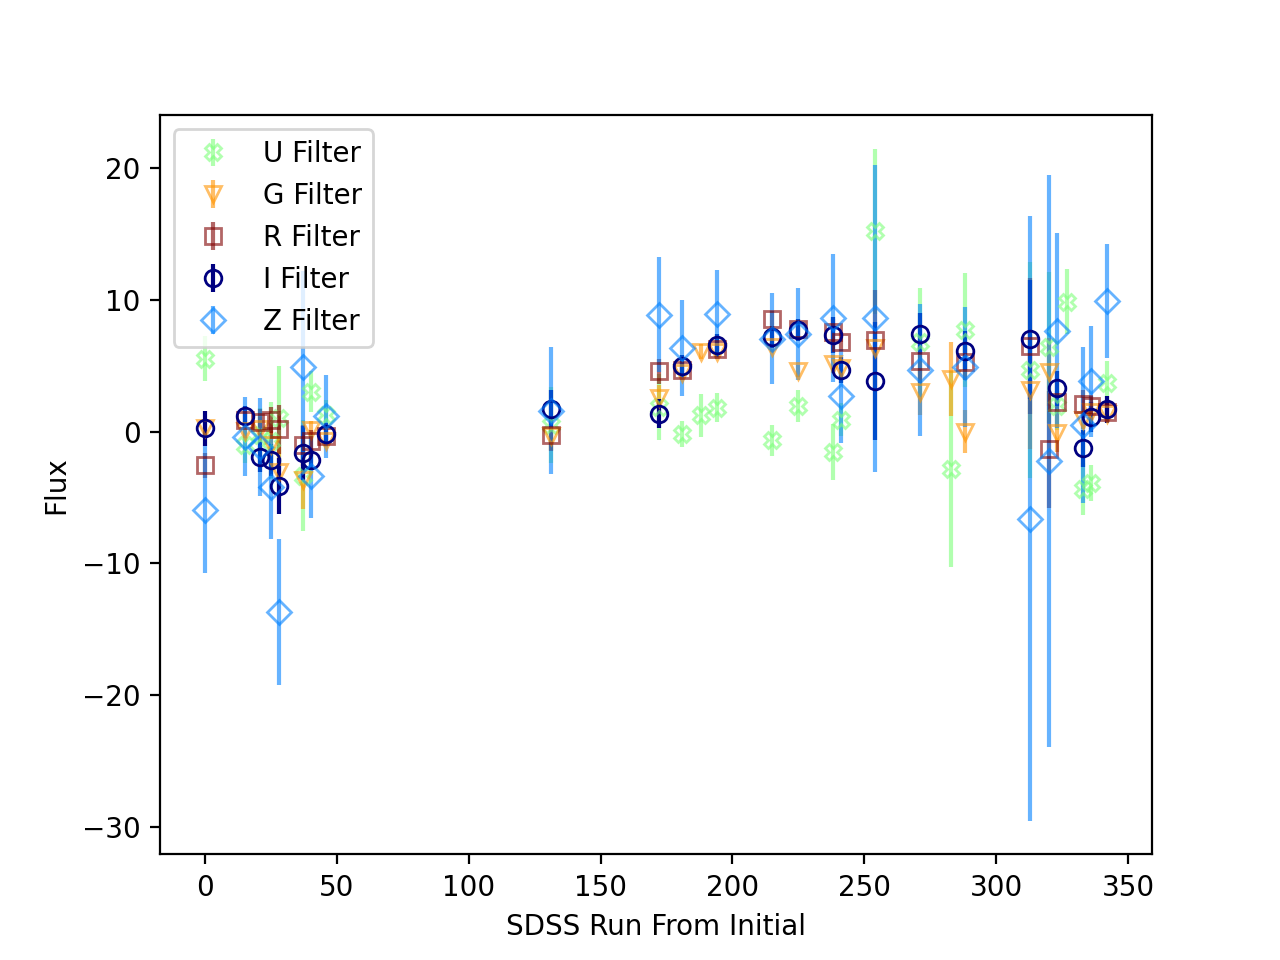 U Filter
G Filter
R Filter
I Filter
Z Filter
20
10
0
−10
−20
−30
Flux
0 50 100 150 200 250 300 350
SDSS Run From Initial